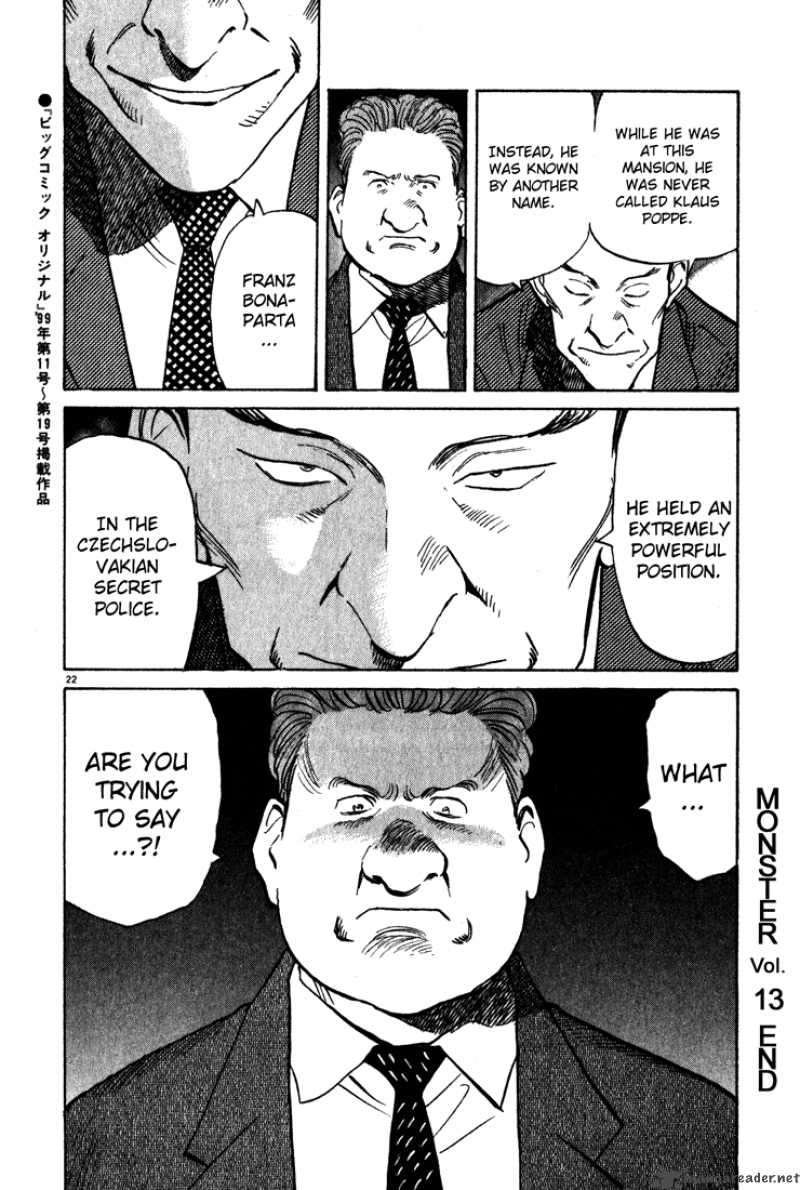 WHILE HE WAS
AT THIS
MANSION, HE
WAS NEVER
CALLED KLAUS
POPPE.
INSTEAD, HE
WAS KNOWN
BY ANOTHER
NAME.
FRANZ
BONA-
PARTA
...
HE HELD AN
EXTREMELY
POWERFUL
POSITION.
IN THE
CZECHSLO-
VAKIAN
SECRET
POLICE.
22
WHAT
...
ARE YOU
TRYING
TO SAY
...?!
●『ビッグコミック オリジナル』'99年第11号〜第19号掲載作品
MONSTER Vol. 13 END